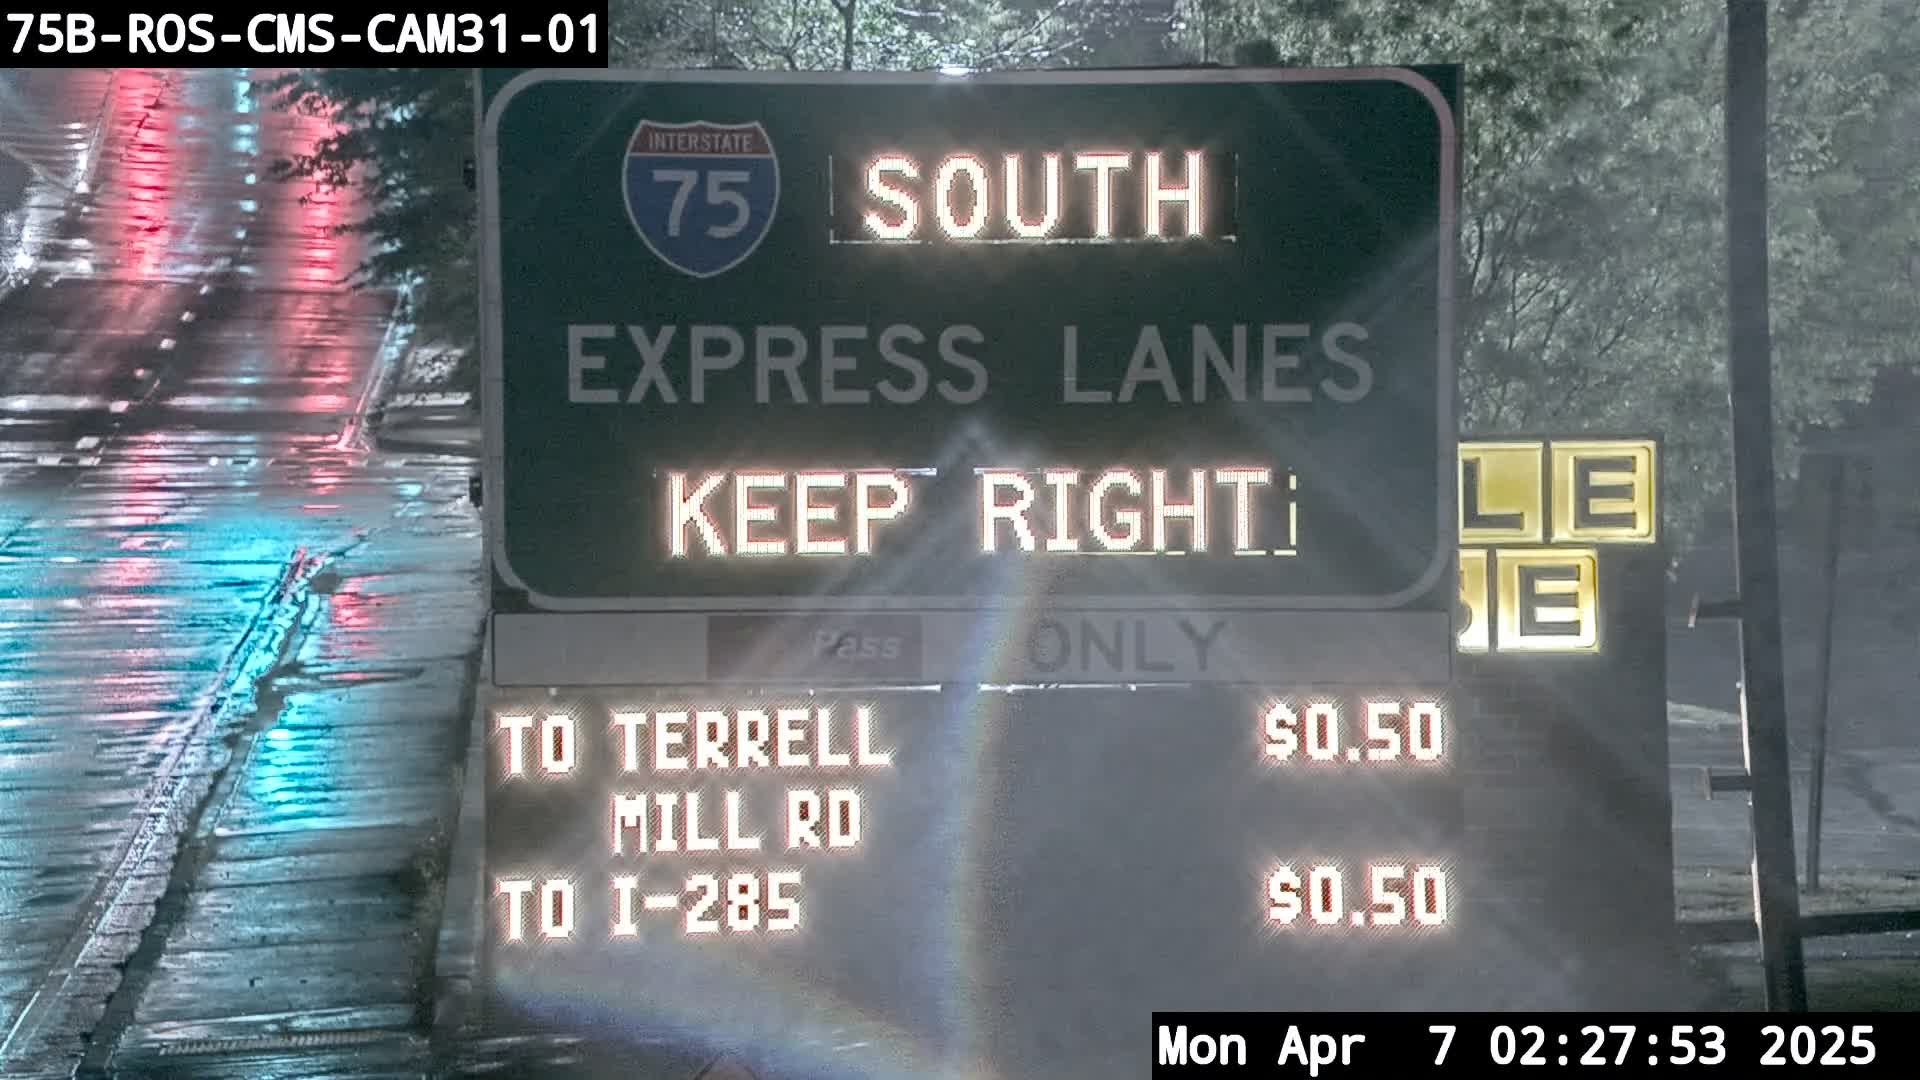 75B-ROS-CMS-CAM31-01
INTERSTATE
75
SOUTH
EXPRESS LANES
KEEP RIGHT
LE
E
Pass ONLY
TO TERRELL $0.50
MILL RD
TO I-285 $0.50
Mon Apr 7 02:27:53 2025